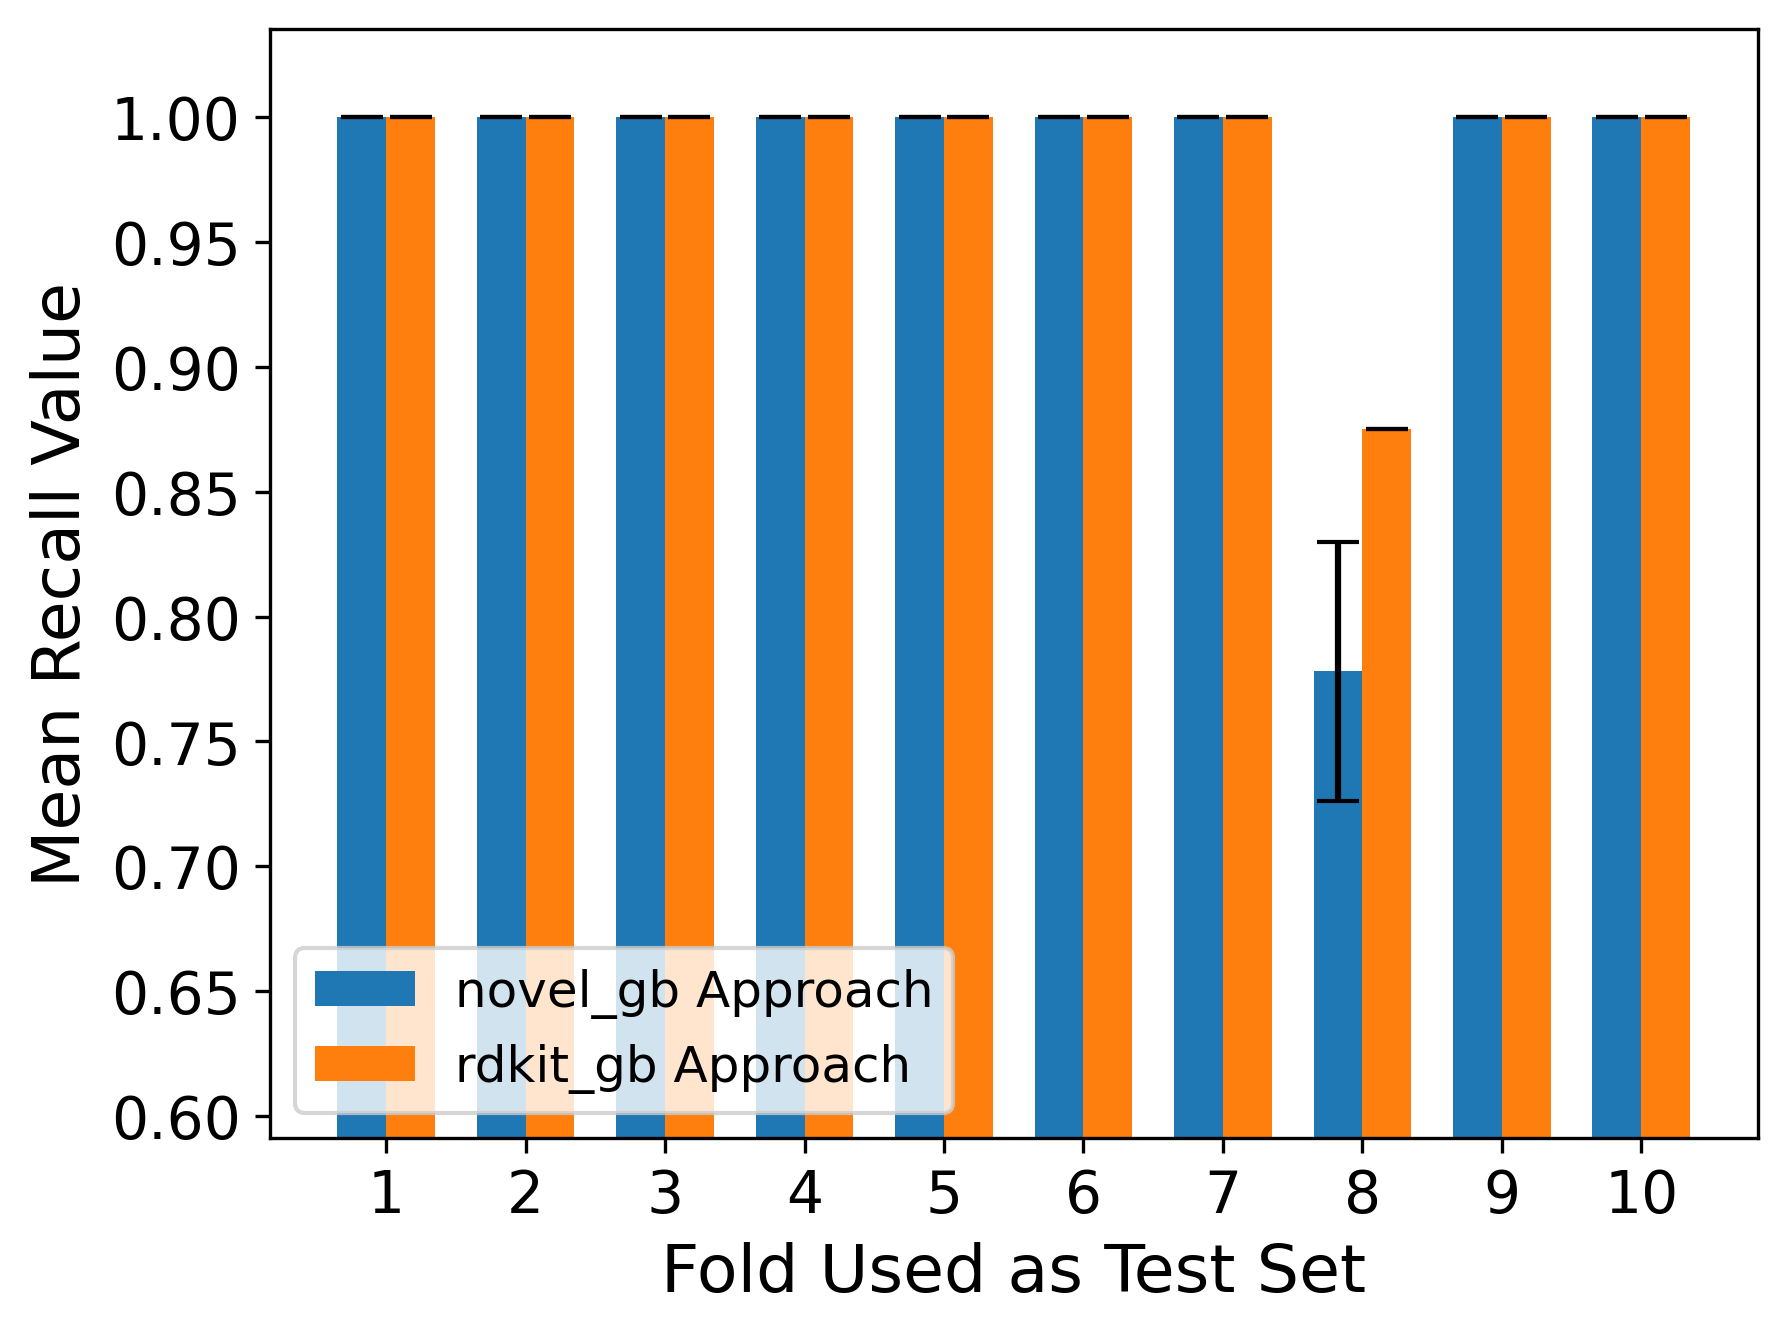 Mean Recall Value
1.00
0.95
0.90
0.85
0.80
0.75
0.70
0.65
0.60
novel_gb Approach
rdkit_gb Approach
1 2 3 4 5 6 7 8 9 10
Fold Used as Test Set